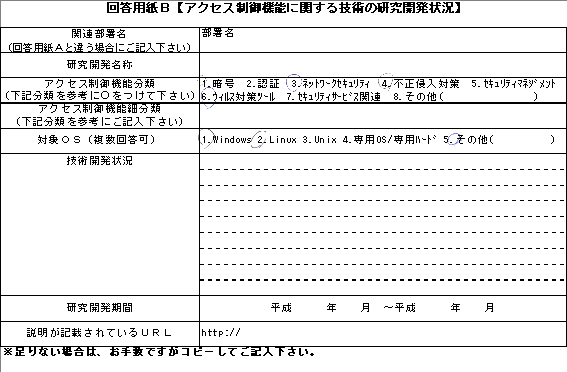 回答用紙B【アクセス制御機能に関する技術の研究開発状況】
関連部署名
(回答用紙Aと違う場合にご記入下さい)
部署名
研究開発名称
アクセス制御機能分類
(下記分類を参考に○をつけて下さい)
1.暗号 2.認証 3.ﾈｯﾄﾜｰｸｾｷｭﾘﾃｨ 4.不正侵入対策 5.ｾｷｭﾘﾃｨﾏﾈｼﾞﾒﾝﾄ
6.ｳｨﾙｽ対策ﾂｰﾙ 7.ｾｷｭﾘﾃｨｻｰﾋﾞｽ関連 8.その他( )
アクセス制御機能細分類
(下記分類を参考にご記入下さい)
対象OS(複数回答可)
1.Windows 2.Linux 3.Unix 4.専用OS/専用ﾊｰﾄﾞ 5.その他( )
技術開発状況
研究開発期間
平成 年 月 ～平成 年 月
説明が記載されているURL
http://
※足りない場合は、お手数ですがコピーしてご記入下さい。